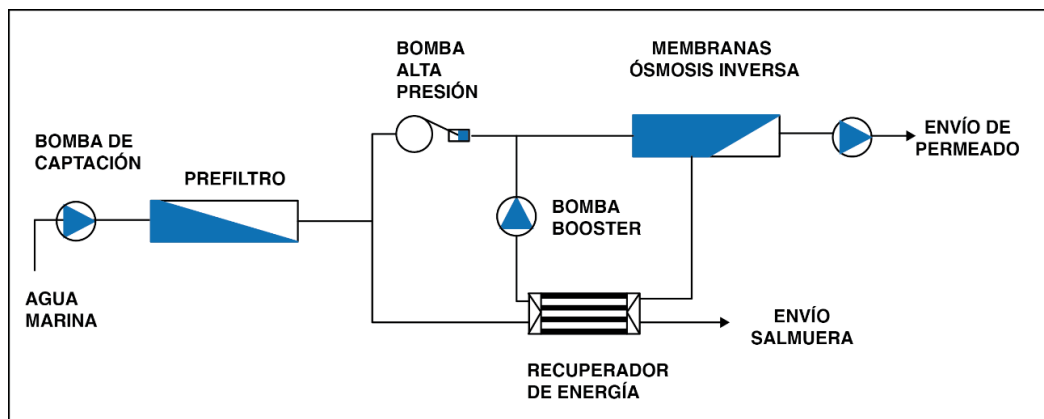 BOMBA DE
CAPTACIÓN
AGUA
MARINA
PREFILTRO
BOMBA
ALTA
PRESIÓN
BOMBA
BOOSTER
RECUPERADOR
DE ENERGÍA
MEMBRANAS
ÓSMOSIS INVERSA
ENVÍO DE
PERMEADO
ENVÍO
SALMUERA